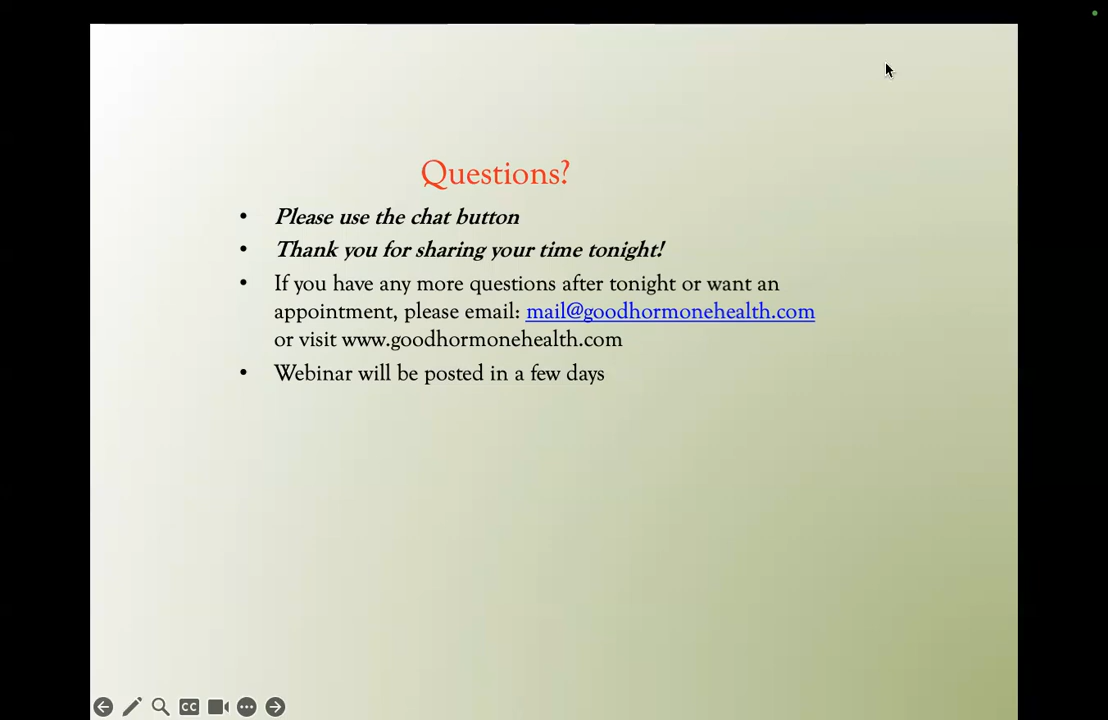 Questions?
• Please use the chat button
• Thank you for sharing your time tonight!
• If you have any more questions after tonight or want an
appointment, please email: mail@goodhormonehealth.com
or visit www.goodhormonehealth.com
• Webinar will be posted in a few days
CC